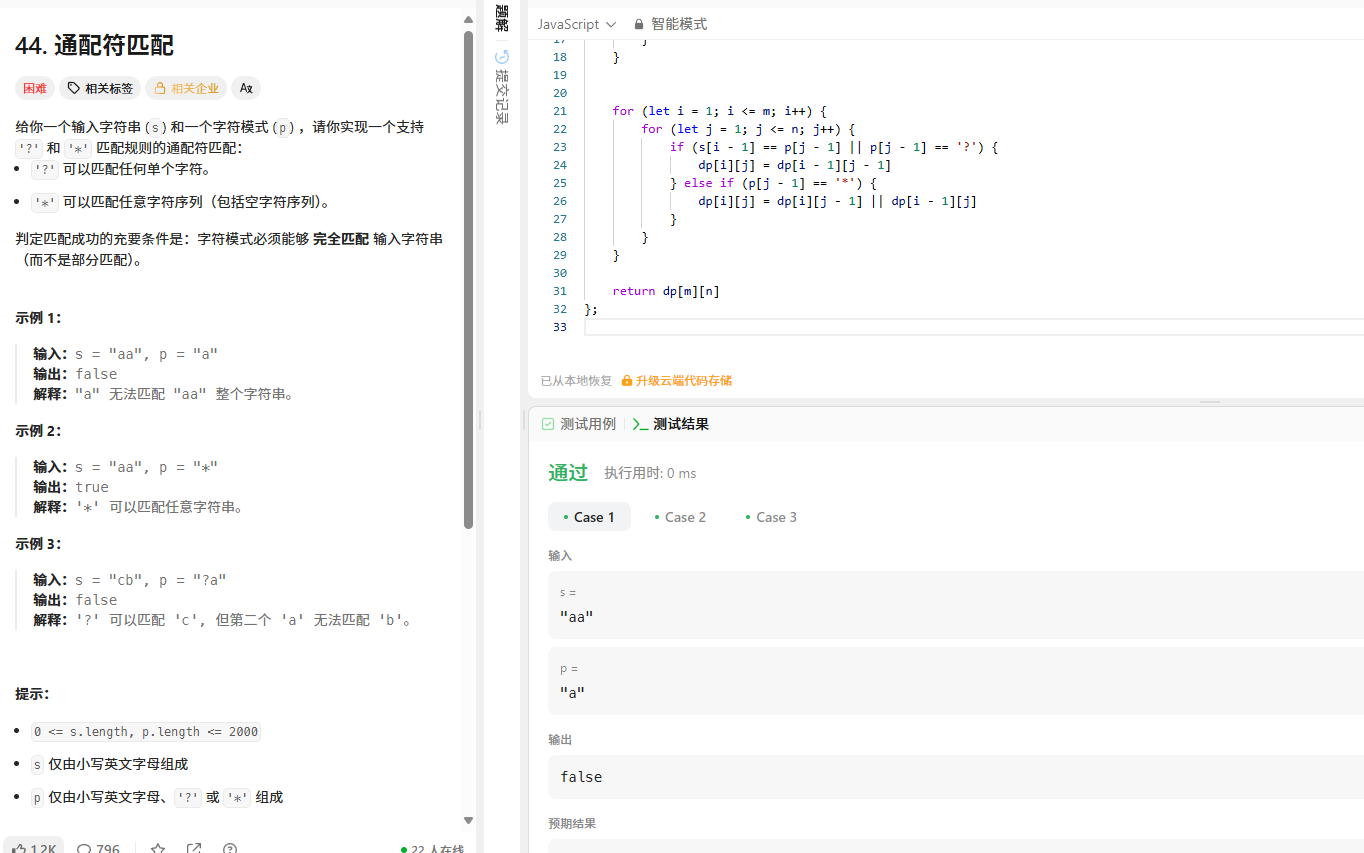 44. 通配符匹配
困难 相关标签 相关企业 Aあ
给你一个输入字符串 (s) 和一个字符模式 (p) ，请你实现一个支持
'?' 和 '*' 匹配规则的通配符匹配：
'?' 可以匹配任何单个字符。
'*' 可以匹配任意字符序列（包括空字符序列）。
判定匹配成功的充要条件是：字符模式必须能够 完全匹配 输入字符串
（而不是部分匹配）。
示例 1：
输入：s = "aa", p = "a"
输出：false
解释："a" 无法匹配 "aa" 整个字符串。
示例 2：
输入：s = "aa", p = "*"
输出：true
解释：'*' 可以匹配任意字符串。
示例 3：
输入：s = "cb", p = "?a"
输出：false
解释：'?' 可以匹配 'c', 但第二个 'a' 无法匹配 'b'。
提示：
0 <= s.length, p.length <= 2000
s 仅由小写英文字母组成
p 仅由小写英文字母、'?' 或 '*' 组成
1.2K 796 22 人在线
题解
提交记录
JavaScript 智能模式
17 }
18 }
19
20
21 for (let i = 1; i <= m; i++) {
22 for (let j = 1; j <= n; j++) {
23 if (s[i - 1] == p[j - 1] || p[j - 1] == '?') {
24 dp[i][j] = dp[i - 1][j - 1]
25 } else if (p[j - 1] == '*') {
26 dp[i][j] = dp[i][j - 1] || dp[i - 1][j]
27 }
28 }
29 }
30
31 return dp[m][n]
32 };
33
已从本地恢复 升级云端代码存储
测试用例 测试结果
通过 执行用时: 0 ms
Case 1 Case 2 Case 3
输入
s =
"aa"
p =
"a"
输出
false
预期结果